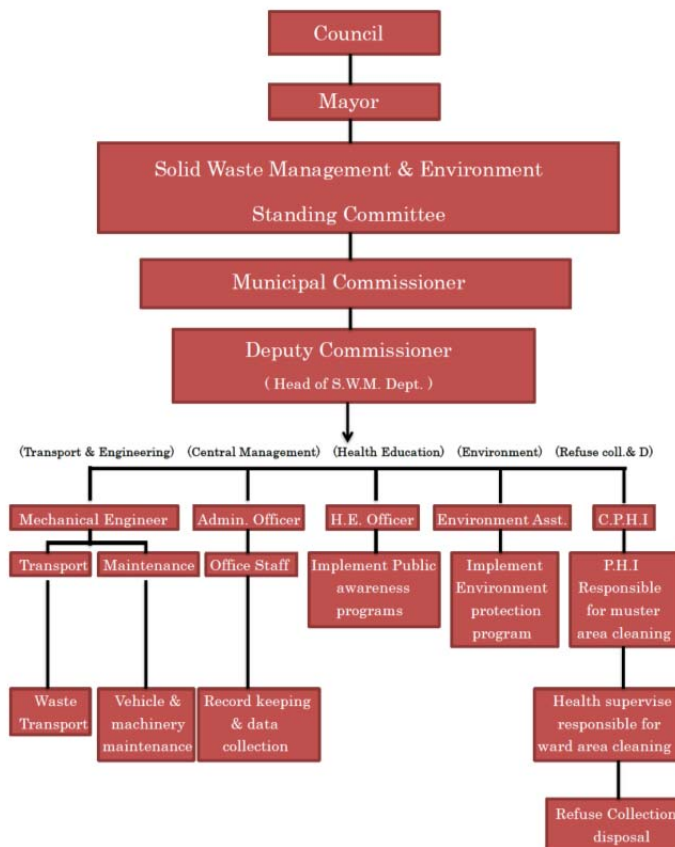 Council
Mayor
Solid Waste Management & Environment
Standing Committee
Municipal Commissioner
Deputy Commissioner
( Head of S.W.M. Dept. )
(Transport & Engineering)
(Central Management)
(Health Education)
(Environment)
(Refuse coll.& D)
Mechanical Engineer
Admin. Officer
H.E. Officer
Environment Asst.
C.P.H.I
Transport
Maintenance
Office Staff
Implement Public
awareness
programs
Implement
Environment
protection
program
P.H.I
Responsible
for muster
area cleaning
Waste
Transport
Vehicle &
machinery
maintenance
Record keeping
& data
collection
Health supervise
responsible for
ward area cleaning
Refuse Collection
disposal